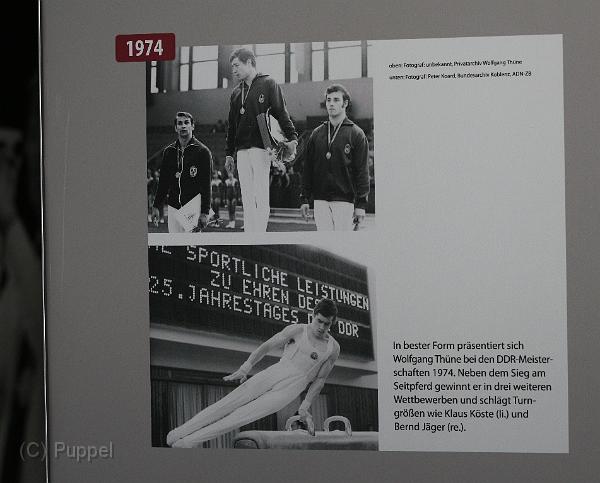 1974
oben: Fotograf: unbekannt, Privatarchiv Wolfgang Thüne
unten: Fotograf: Peter Koard, Bundesarchiv Koblenz, ADN-ZB
SPORTLICHE LEISTUNGEN
ZU EHREN DES
25. JAHRESTAGES DDR
In bester Form präsentiert sich
Wolfgang Thüne bei den DDR-Meister-
schaften 1974. Neben dem Sieg am
Seitpferd gewinnt er in drei weiteren
Wettbewerben und schlägt Turn-
größen wie Klaus Köste (li.) und
Bernd Jäger (re.).
(C) Puppel